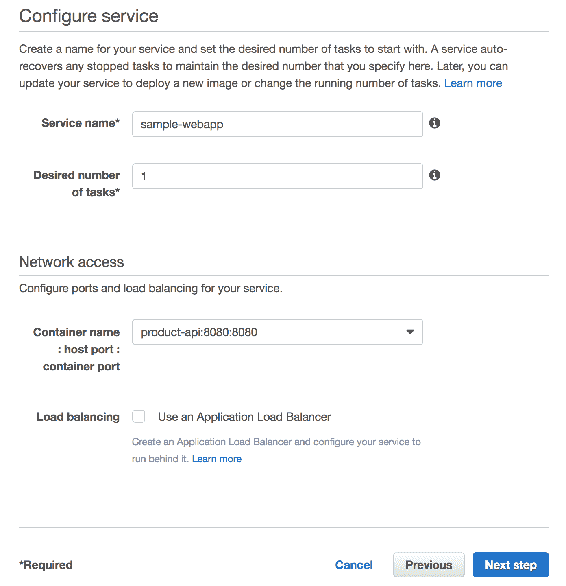 Configure service
Create a name for your service and set the desired number of tasks to start with. A service auto-
recovers any stopped tasks to maintain the desired number that you specify here. Later, you can
update your service to deploy a new image or change the running number of tasks. Learn more
Service name* sample-webapp
Desired number
of tasks* 1
Network access
Configure ports and load balancing for your service.
Container name
: host port :
container port
product-api:8080:8080
Load balancing Use an Application Load Balancer
Create an Application Load Balancer and configure your service to
run behind it. Learn more
*Required Cancel Previous Next step